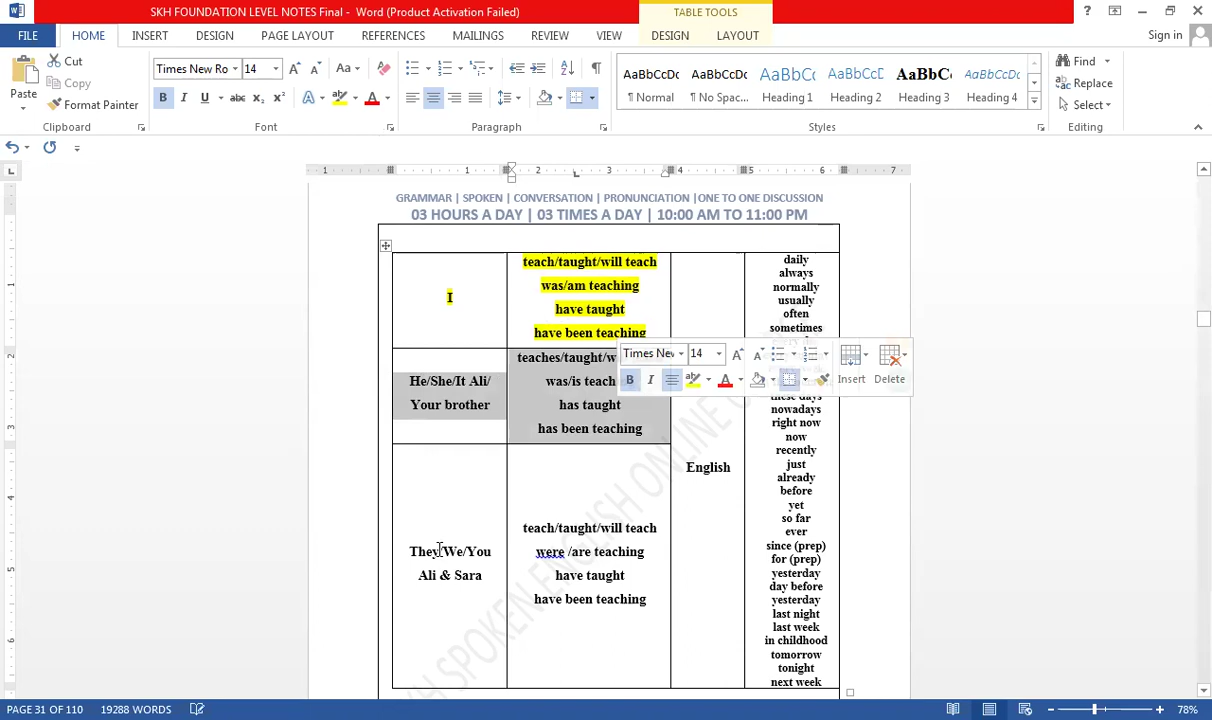 SKH FOUNDATION LEVEL NOTES Final - Word (Product Activation Failed)
TABLE TOOLS
FILE HOME INSERT DESIGN PAGE LAYOUT REFERENCES MAILINGS REVIEW VIEW DESIGN LAYOUT
Sign in
Paste
Cut
Copy
Format Painter
Clipboard
Times New Ro 14
Font
Paragraph
AaBbCcDc AaBbCcDc AaBbCc AaBbCcD AaBbCc AaBbCcD
¶ Normal ¶ No Spac... Heading 1 Heading 2 Heading 3 Heading 4
Styles
Find
Replace
Select
Editing
GRAMMAR | SPOKEN | CONVERSATION | PRONUNCIATION |ONE TO ONE DISCUSSION
03 HOURS A DAY | 03 TIMES A DAY | 10:00 AM TO 11:00 PM
I
teach/taught/will teach
was/am teaching
have taught
have been teaching
He/She/It Ali/
Your brother
teaches/taught/w
was/is teach
has taught
has been teaching
They/We/You
Ali & Sara
teach/taught/will teach
were /are teaching
have taught
have been teaching
English
daily
always
normally
usually
often
sometimes
these days
nowadays
right now
now
recently
just
already
before
yet
so far
ever
since (prep)
for (prep)
yesterday
day before
yesterday
last night
last week
in childhood
tomorrow
tonight
next week
Times Nev 14
Insert Delete
SKH SPOKEN ENGLISH ONLINE
PAGE 31 OF 110 19288 WORDS
78%